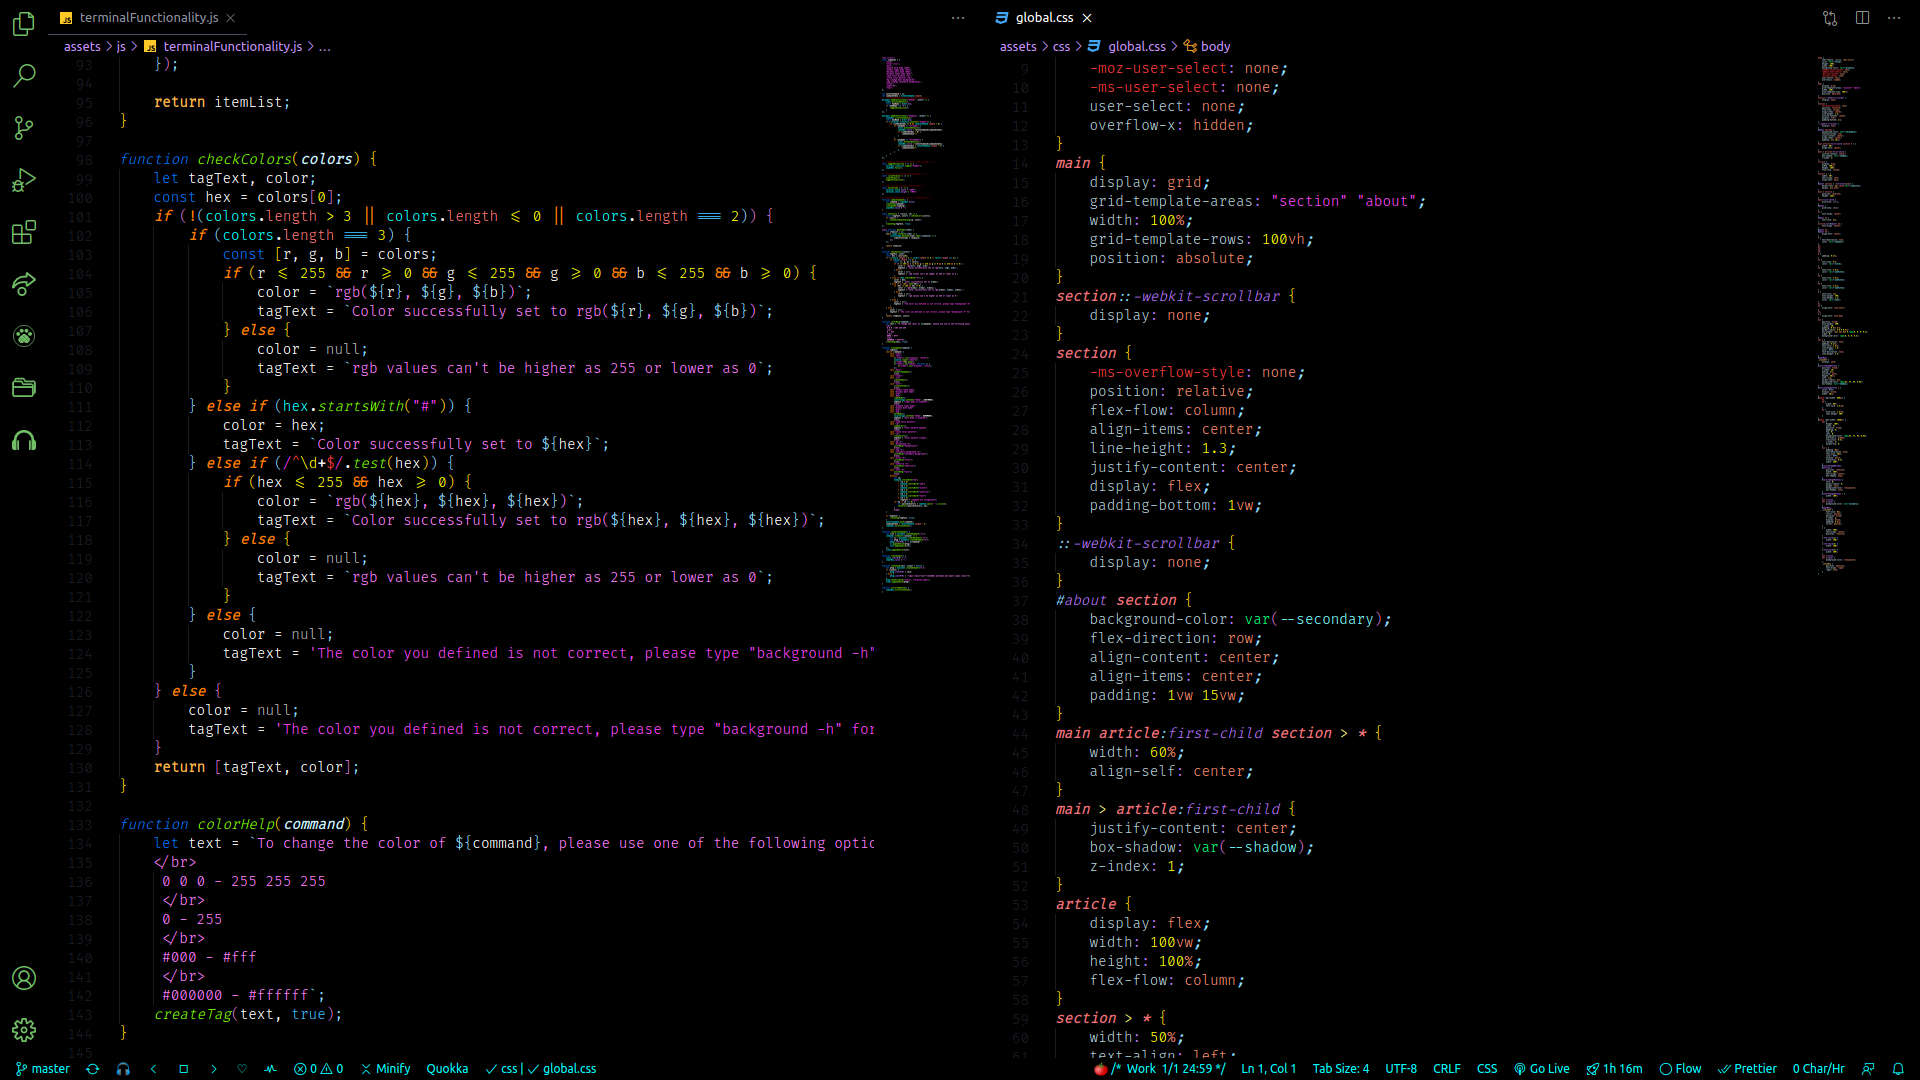 JS terminalFunctionality.js ×
assets > js > JS terminalFunctionality.js > ...
93 });
94
95 return itemList;
96 }
97
98 function checkColors(colors) {
99 let tagText, color;
100 const hex = colors[0];
101 if (!(colors.length > 3 || colors.length <= 0 || colors.length === 2)) {
102 if (colors.length === 3) {
103 const [r, g, b] = colors;
104 if (r <= 255 && r >= 0 && g <= 255 && g >= 0 && b <= 255 && b >= 0) {
105 color = `rgb(${r}, ${g}, ${b})`;
106 tagText = `Color successfully set to rgb(${r}, ${g}, ${b})`;
107 } else {
108 color = null;
109 tagText = `rgb values can't be higher as 255 or lower as 0`;
110 }
111 } else if (hex.startsWith("#")) {
112 color = hex;
113 tagText = `Color successfully set to ${hex}`;
114 } else if (/^\d+$/.test(hex)) {
115 if (hex <= 255 && hex >= 0) {
116 color = `rgb(${hex}, ${hex}, ${hex})`;
117 tagText = `Color successfully set to rgb(${hex}, ${hex}, ${hex})`;
118 } else {
119 color = null;
120 tagText = `rgb values can't be higher as 255 or lower as 0`;
121 }
122 } else {
123 color = null;
124 tagText = 'The color you defined is not correct, please type "background -h"
125 }
126 } else {
127 color = null;
128 tagText = 'The color you defined is not correct, please type "background -h" for
129 }
130 return [tagText, color];
131 }
132
133 function colorHelp(command) {
134 let text = `To change the color of ${command}, please use one of the following optio
135 </br>
136 0 0 0 - 255 255 255
137 </br>
138 0 - 255
139 </br>
140 #000 - #fff
141 </br>
142 #000000 - #ffffff`;
143 createTag(text, true);
144 }
145
global.css ×
assets > css > global.css > body
9 -moz-user-select: none;
10 -ms-user-select: none;
11 user-select: none;
12 overflow-x: hidden;
13 }
14 main {
15 display: grid;
16 grid-template-areas: "section" "about";
17 width: 100%;
18 grid-template-rows: 100vh;
19 position: absolute;
20 }
21 section::-webkit-scrollbar {
22 display: none;
23 }
24 section {
25 -ms-overflow-style: none;
26 position: relative;
27 flex-flow: column;
28 align-items: center;
29 line-height: 1.3;
30 justify-content: center;
31 display: flex;
32 padding-bottom: 1vw;
33 }
34 ::-webkit-scrollbar {
35 display: none;
36 }
37 #about section {
38 background-color: var(--secondary);
39 flex-direction: row;
40 align-content: center;
41 align-items: center;
42 padding: 1vw 15vw;
43 }
44 main article:first-child section > * {
45 width: 60%;
46 align-self: center;
47 }
48 main > article:first-child {
49 justify-content: center;
50 box-shadow: var(--shadow);
51 z-index: 1;
52 }
53 article {
54 display: flex;
55 width: 100vw;
56 height: 100%;
57 flex-flow: column;
58 }
59 section > * {
60 width: 50%;
61 text-align: left;
master 0 0 Minify Quokka css | global.css /* Work 1/1 24:59 */ Ln 1, Col 1 Tab Size: 4 UTF-8 CRLF CSS Go Live 1h 16m Flow Prettier 0 Char/Hr